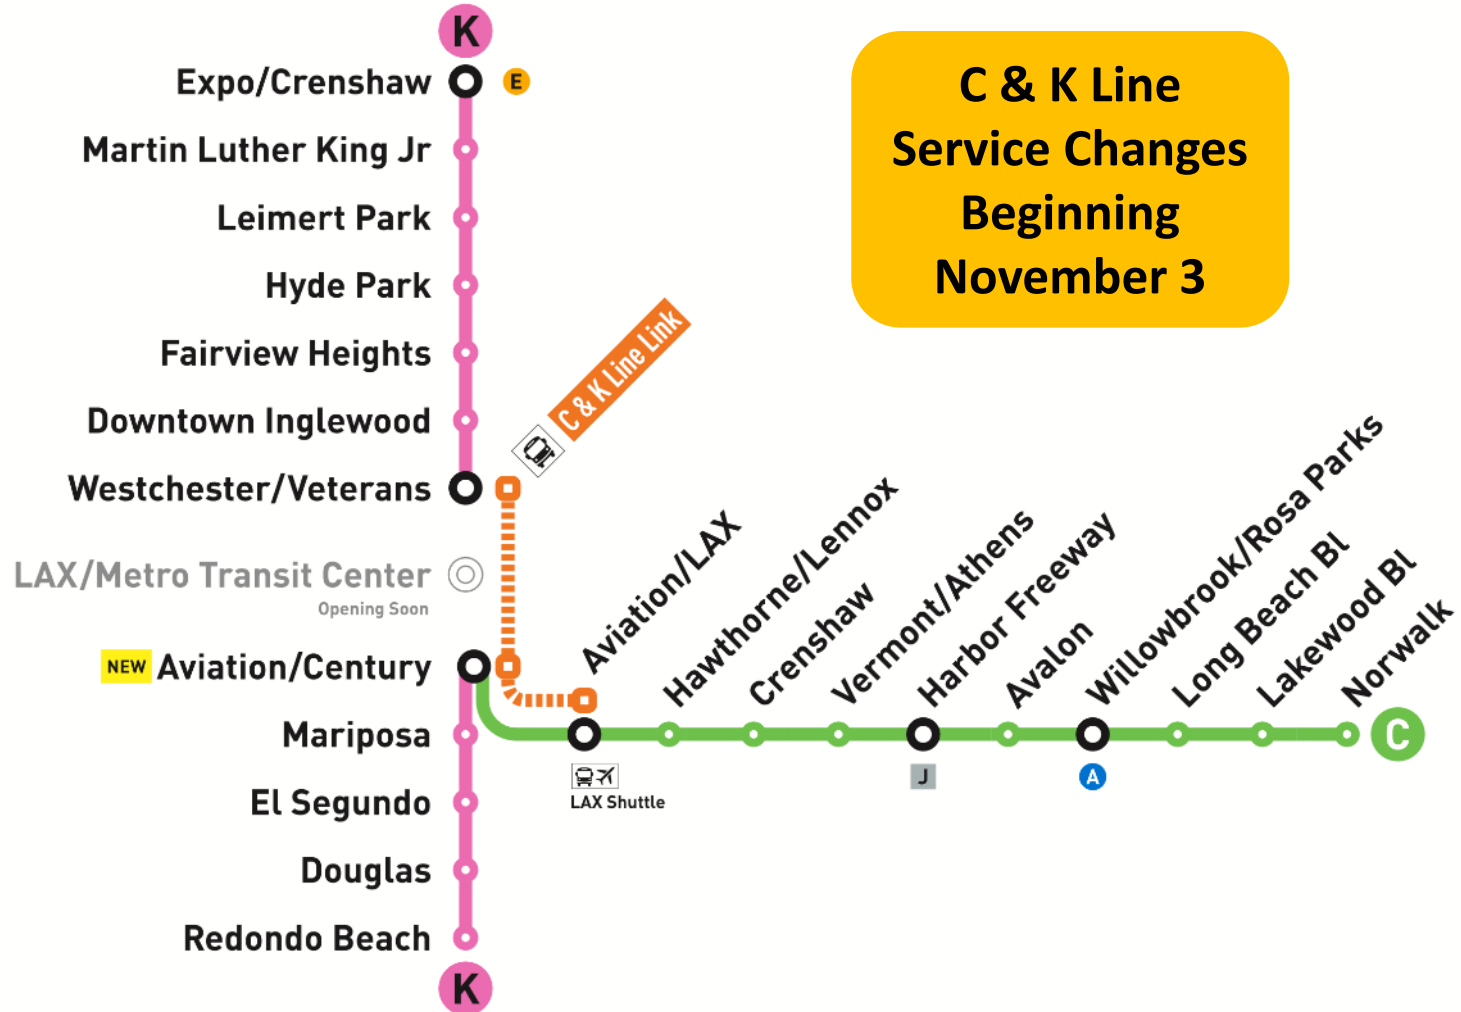 K
Expo/Crenshaw
E
Martin Luther King Jr
Leimert Park
Hyde Park
Fairview Heights
Downtown Inglewood
Westchester/Veterans
LAX/Metro Transit Center
Opening Soon
NEW Aviation/Century
Mariposa
El Segundo
Douglas
Redondo Beach
K
C & K Line
Service Changes
Beginning
November 3
C & K Line Link
Aviation/LAX
Hawthorne/Lennox
Crenshaw
Vermont/Athens
Harbor Freeway
Avalon
Willowbrook/Rosa Parks
Long Beach Bl
Lakewood Bl
Norwalk
C
LAX Shuttle
J
A